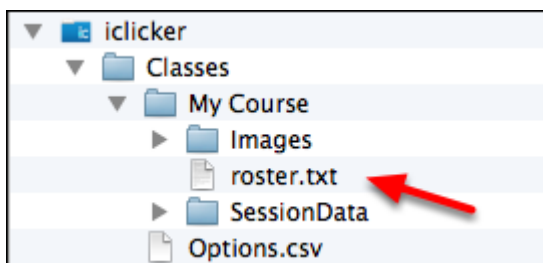 iclicker
Classes
My Course
Images
roster.txt
SessionData
Options.csv